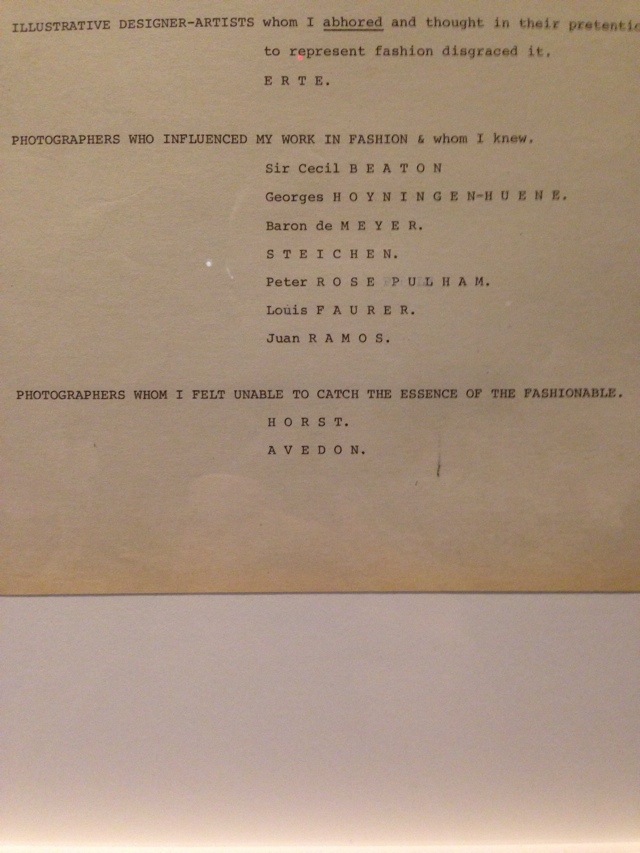 ILLUSTRATIVE DESIGNER-ARTISTS whom I abhored and thought in their
to represent fashion disgraced it.
E R T E.
PHOTOGRAPHERS WHO INFLUENCED MY WORK IN FASHION & whom I knew.
Sir Cecil B E A T O N
Georges H O Y N I N G E N-H U E N E.
Baron de M E Y E R.
S T E I C H E N.
Peter R O S E P U L H A M.
Louis F A U R E R.
Juan R A M O S.
PHOTOGRAPHERS WHOM I FELT UNABLE TO CATCH THE ESSENCE OF THE FASHIONABLE.
H O R S T.
A V E D O N.